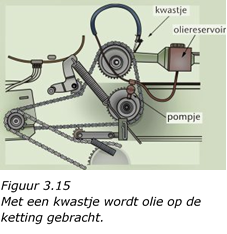 kwastje
oliereservoir
pompje
Figuur 3.15
Met een kwastje wordt olie op de
ketting gebracht.